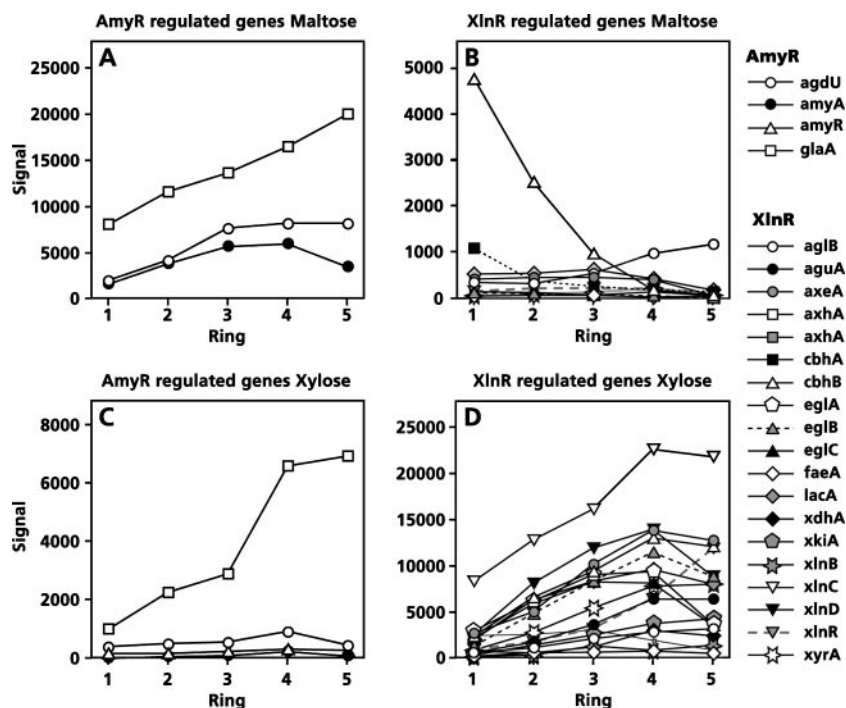 AmyR regulated genes Maltose
A
25000
20000
15000
10000
5000
0
Signal
1 2 3 4 5
Ring
XlnR regulated genes Maltose
B
5000
4000
3000
2000
1000
0
1 2 3 4 5
Ring
AmyR regulated genes Xylose
C
8000
6000
4000
2000
0
Signal
1 2 3 4 5
Ring
XlnR regulated genes Xylose
D
25000
20000
15000
10000
5000
0
1 2 3 4 5
Ring
AmyR
agdU
amyA
amyR
glaA
XlnR
aglB
aguA
axeA
axhA
axhA
cbhA
cbhB
eglA
eglB
eglC
faeA
lacA
xdhA
xkiA
xlnB
xlnC
xlnD
xlnR
xyrA